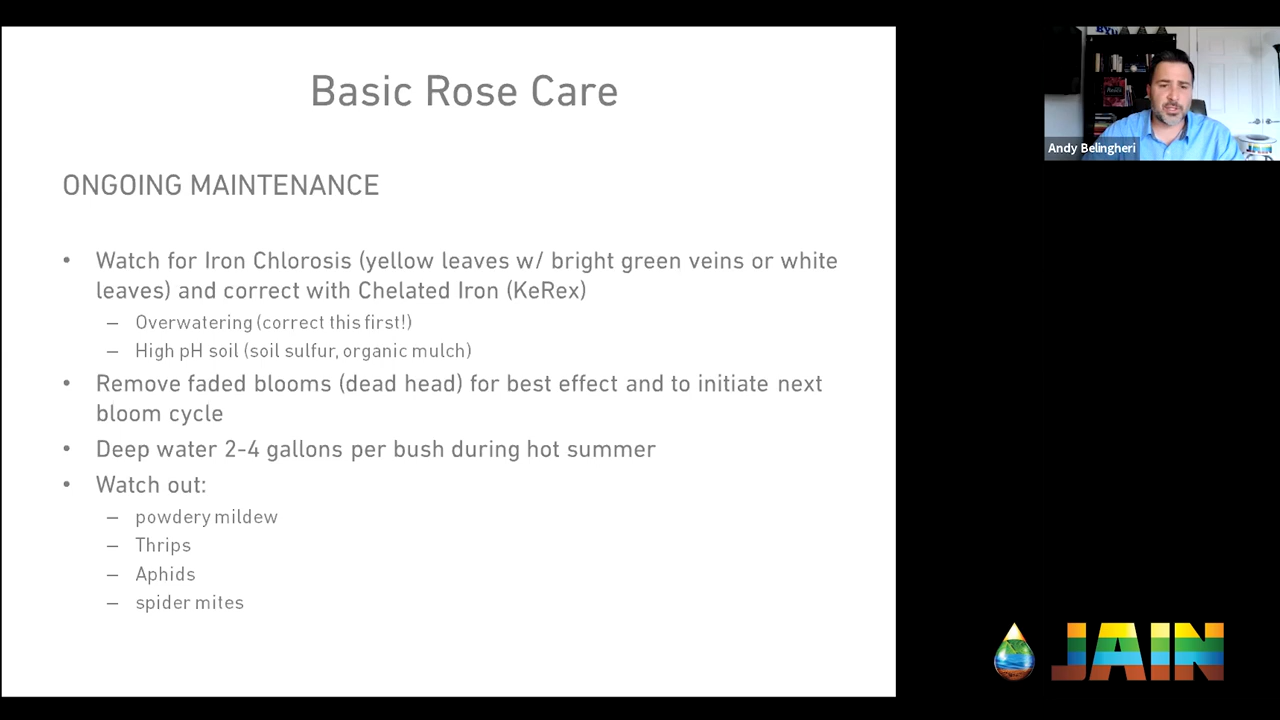 Basic Rose Care
ONGOING MAINTENANCE
• Watch for Iron Chlorosis (yellow leaves w/ bright green veins or white
leaves) and correct with Chelated Iron (KeRex)
– Overwatering (correct this first!)
– High pH soil (soil sulfur, organic mulch)
• Remove faded blooms (dead head) for best effect and to initiate next
bloom cycle
• Deep water 2-4 gallons per bush during hot summer
• Watch out:
– powdery mildew
– Thrips
– Aphids
– spider mites
Andy Belingheri
JAIN